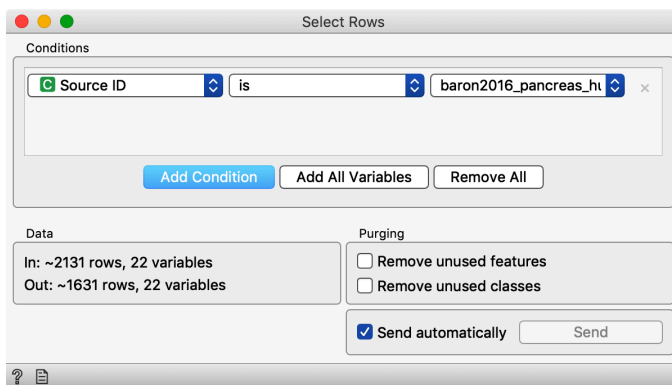 Select Rows
Conditions
C Source ID is baron2016_pancreas_hu ×
Add Condition Add All Variables Remove All
Data Purging
In: ~2131 rows, 22 variables Remove unused features
Out: ~1631 rows, 22 variables Remove unused classes
Send automatically Send
?